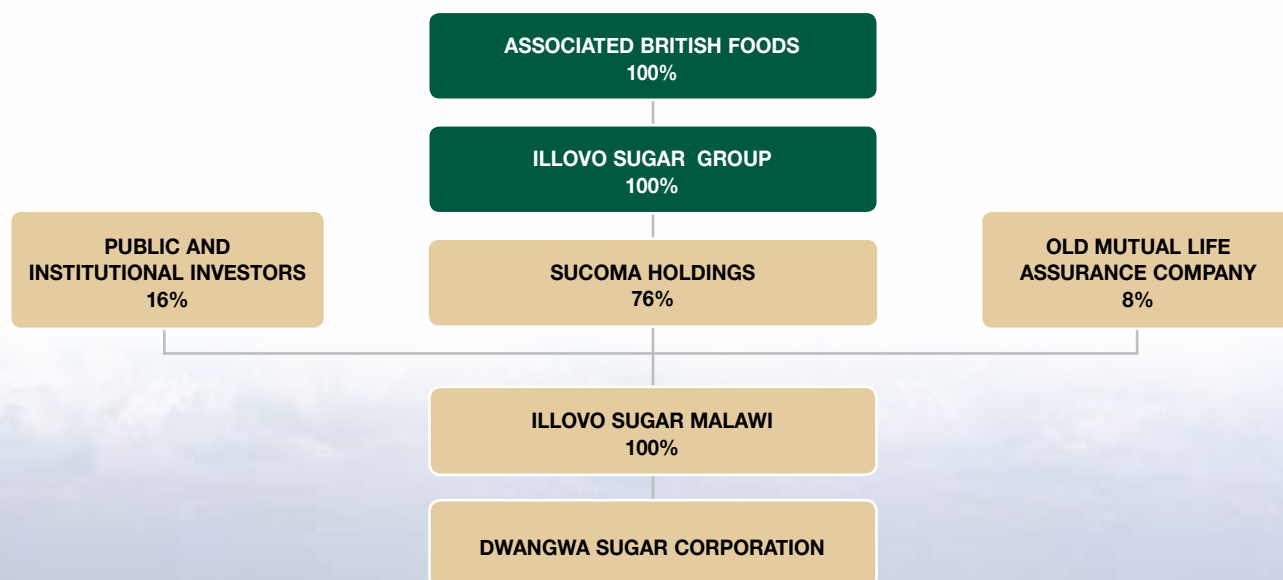 ASSOCIATED BRITISH FOODS
100%
ILLOVO SUGAR GROUP
100%
PUBLIC AND
INSTITUTIONAL INVESTORS
16%
SUCOMA HOLDINGS
76%
OLD MUTUAL LIFE
ASSURANCE COMPANY
8%
ILLOVO SUGAR MALAWI
100%
DWANGWA SUGAR CORPORATION